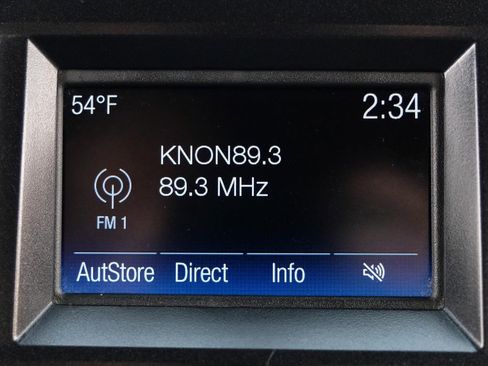 54°F 2:34
KNON89.3
89.3 MHz
FM 1
AutStore Direct Info